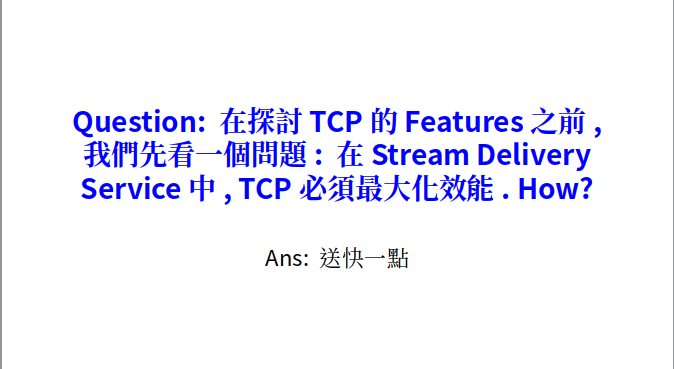 Question: 在探討 TCP 的 Features 之前 ,
我們先看一個問題 : 在 Stream Delivery
Service 中 , TCP 必須最大化效能 . How?
Ans: 送快一點